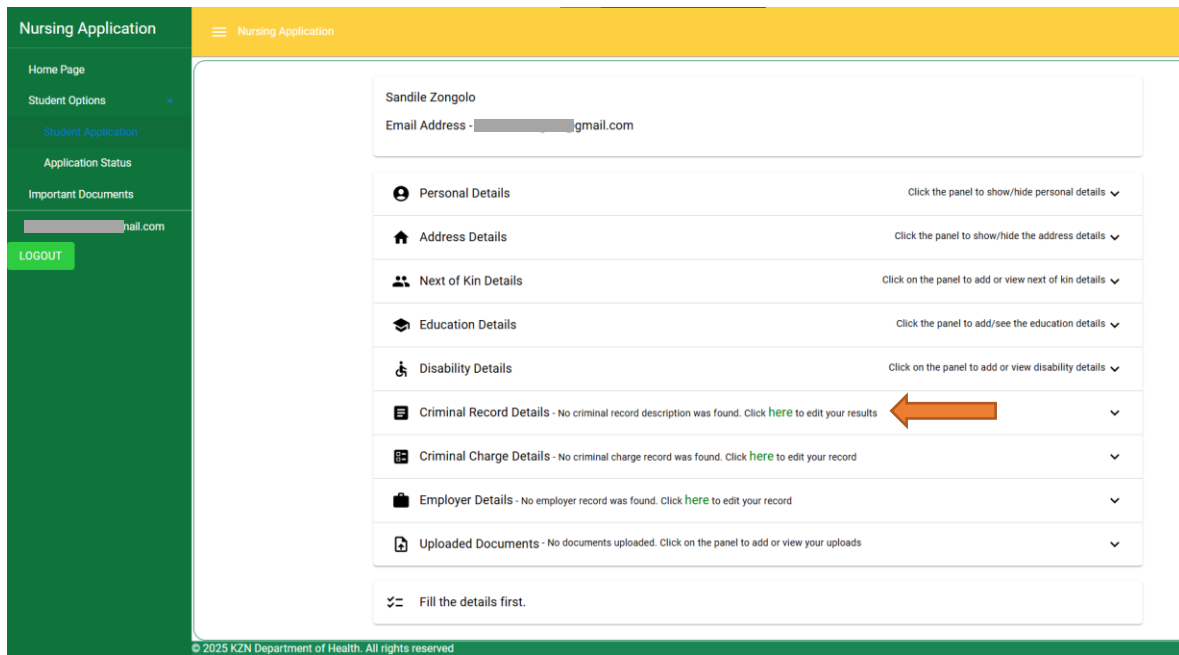 Nursing Application
Nursing Application
Home Page
Student Options
Student Application
Application Status
Important Documents
nail.com
LOGOUT
Sandile Zongolo
Email Address - gmail.com
Personal Details Click the panel to show/hide personal details
Address Details Click the panel to show/hide the address details
Next of Kin Details Click on the panel to add or view next of kin details
Education Details Click the panel to add/see the education details
Disability Details Click on the panel to add or view disability details
Criminal Record Details - No criminal record description was found. Click here to edit your results
Criminal Charge Details - No criminal charge record was found. Click here to edit your record
Employer Details - No employer record was found. Click here to edit your record
Uploaded Documents - No documents uploaded. Click on the panel to add or view your uploads
Fill the details first.
© 2025 KZN Department of Health. All rights reserved